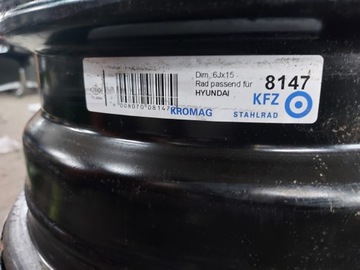 Dim. 6Jx15
Rad passend für
HYUNDAI
8147
KFZ
KROMAG
STAHLRAD